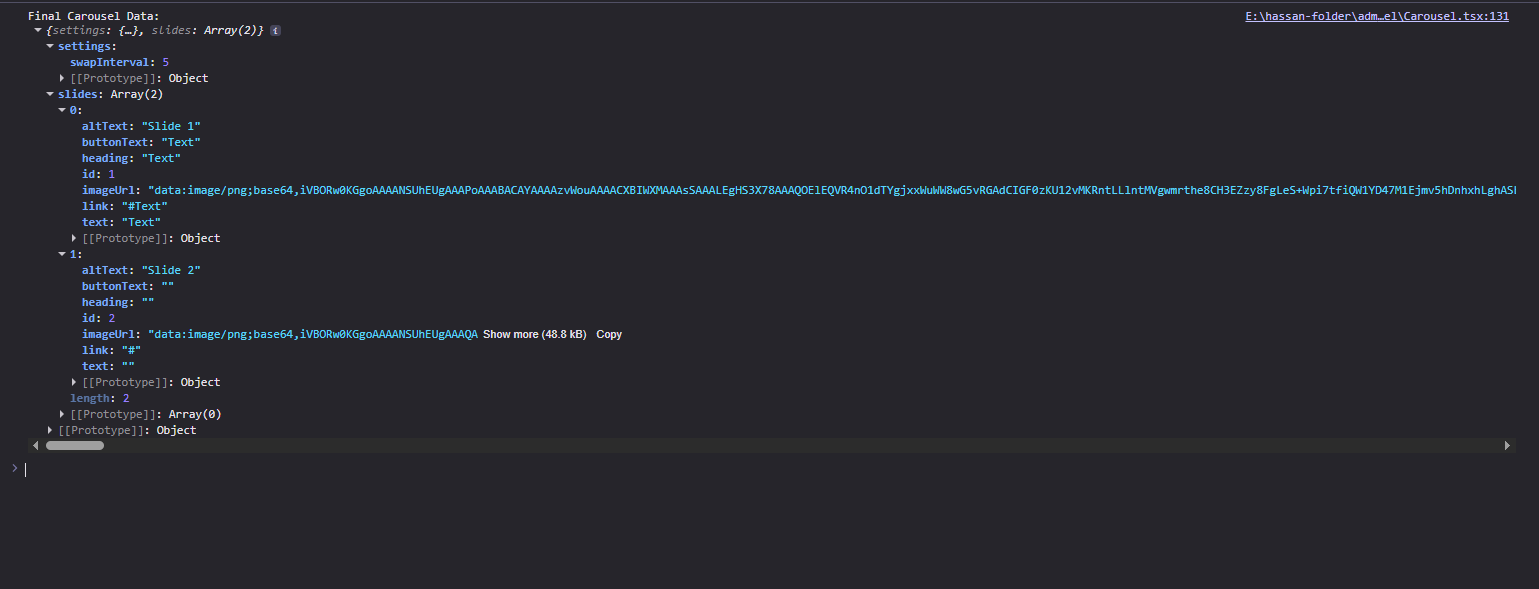 Final Carousel Data:
E:\hassan-folder\adm…el\Carousel.tsx:131
{settings: {…}, slides: Array(2)} i
settings:
swapInterval: 5
[[Prototype]]: Object
slides: Array(2)
0:
altText: "Slide 1"
buttonText: "Text"
heading: "Text"
id: 1
imageUrl: "data:image/png;base64,iVBORw0KGgoAAAANSUhEUgAAAPoAAABACAYAAAAzvWouAAAACXBIWXMAAAsSAAALEgHS3X78AAAQOElEQVR4nO1dTYgjxxWuWW8wG5vRGAdCIGF0zKU12vMKRntLLlntMVgwmrthe8CH3EZzy8FgLeS+Wpi7tfiQW1YD47M1Ejmv5hDnhxhLghASl
link: "#Text"
text: "Text"
[[Prototype]]: Object
1:
altText: "Slide 2"
buttonText: ""
heading: ""
id: 2
imageUrl: "data:image/png;base64,iVBORw0KGgoAAAANSUhEUgAAAQA Show more (48.8 kB) Copy
link: "#"
text: ""
[[Prototype]]: Object
length: 2
[[Prototype]]: Array(0)
[[Prototype]]: Object